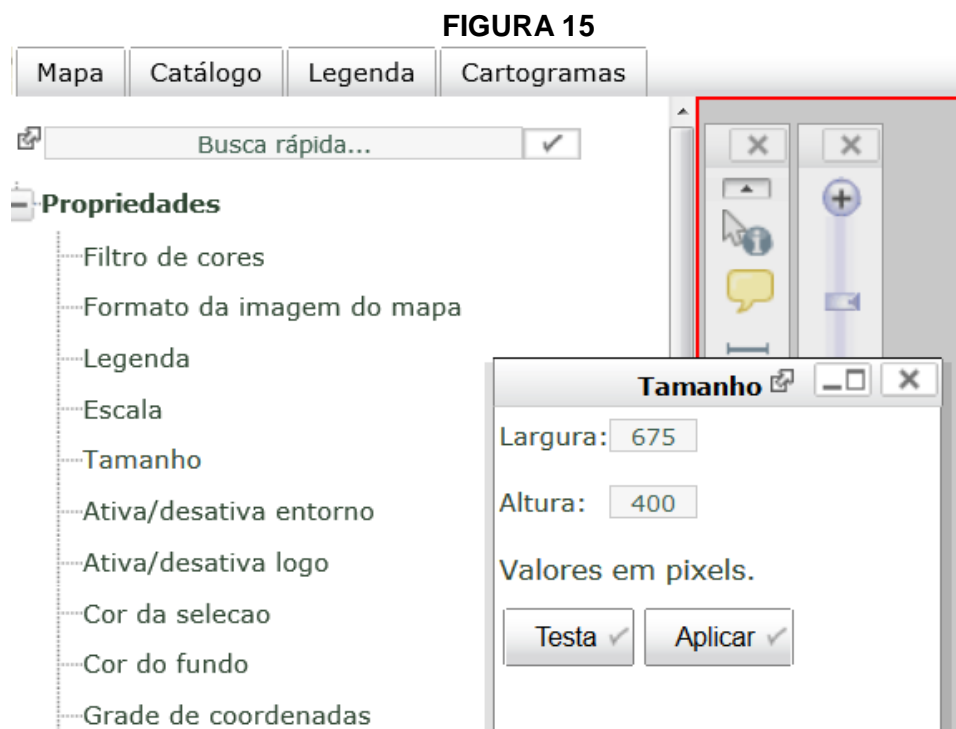 FIGURA 15
Mapa Catálogo Legenda Cartogramas
Busca rápida...
Propriedades
Filtro de cores
Formato da imagem do mapa
Legenda
Escala
Tamanho
Ativa/desativa entorno
Ativa/desativa logo
Cor da selecao
Cor do fundo
Grade de coordenadas
Tamanho
Largura: 675
Altura: 400
Valores em pixels.
Testa Aplicar